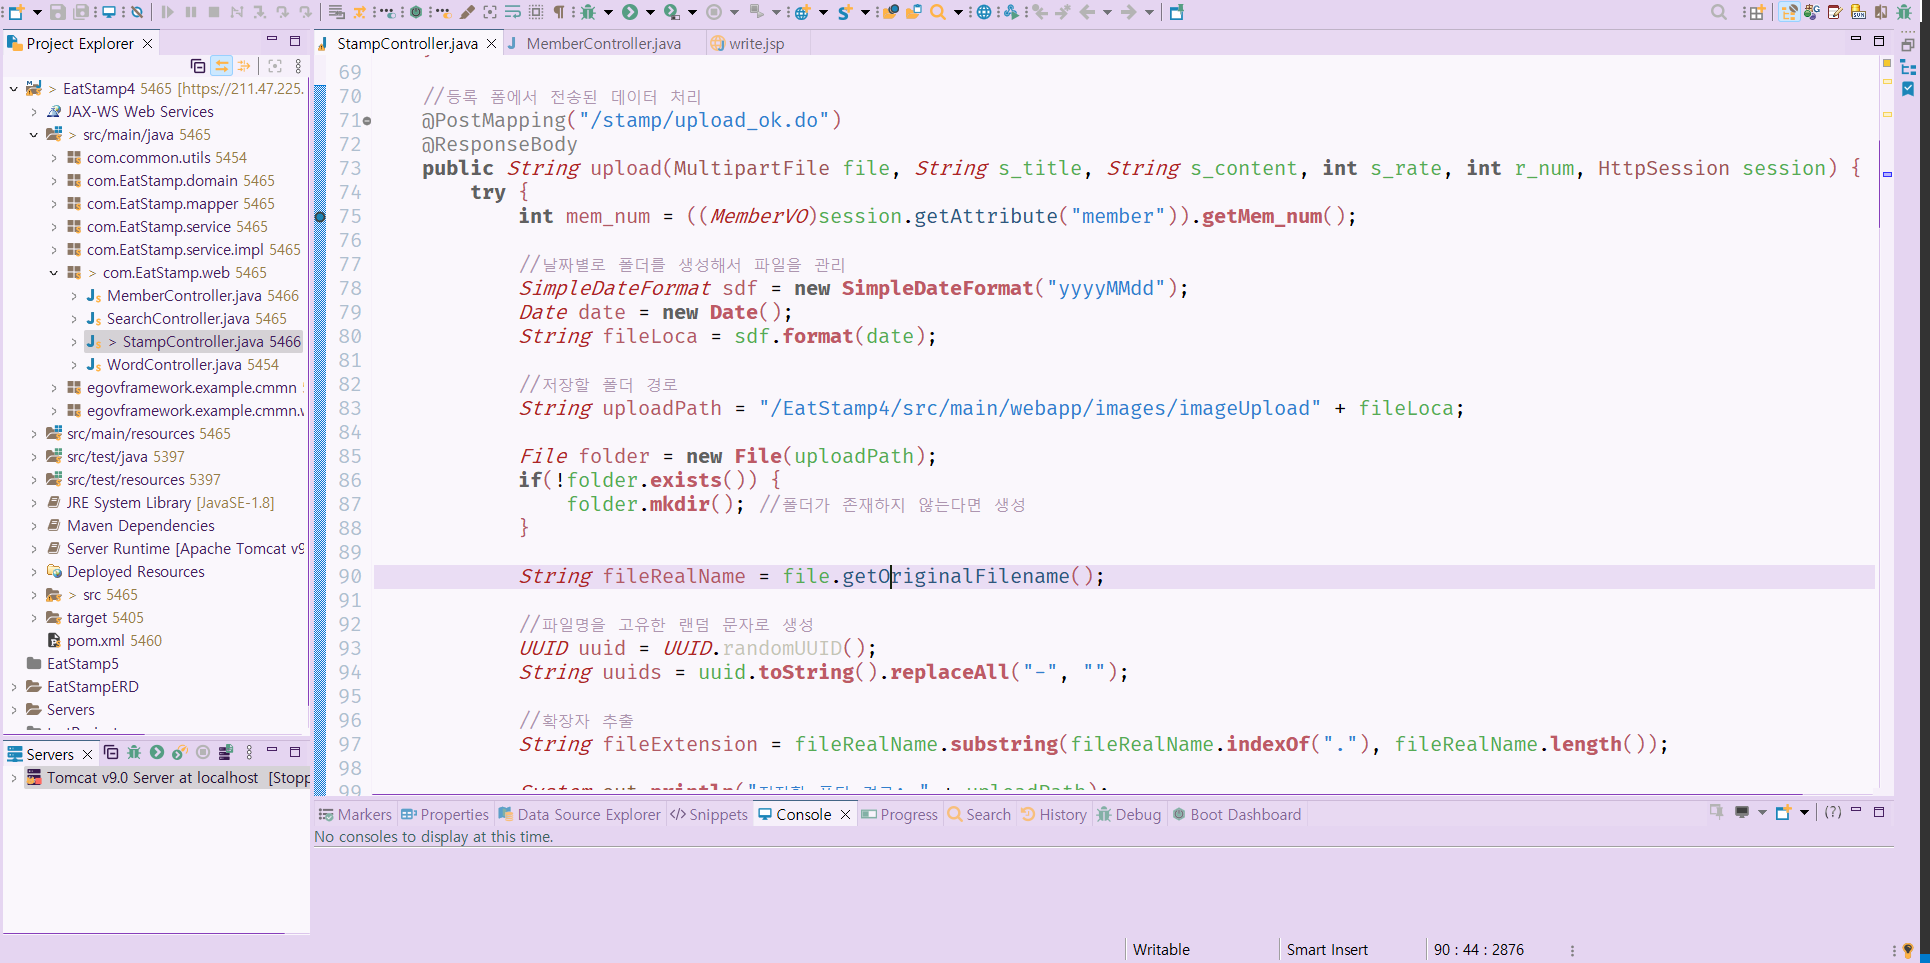 Project Explorer
EatStamp4 5465 [https://211.47.225.
JAX-WS Web Services
> src/main/java 5465
com.common.utils 5454
com.EatStamp.domain 5465
com.EatStamp.mapper 5465
com.EatStamp.service 5465
com.EatStamp.service.impl 5465
> com.EatStamp.web 5465
MemberController.java 5466
SearchController.java 5465
> StampController.java 5466
WordController.java 5454
egovframework.example.cmmn
egovframework.example.cmmn.
src/main/resources 5465
src/test/java 5397
src/test/resources 5397
JRE System Library [JavaSE-1.8]
Maven Dependencies
Server Runtime [Apache Tomcat v9
Deployed Resources
> src 5465
target 5405
pom.xml 5460
EatStamp5
EatStampERD
Servers
Servers
Tomcat v9.0 Server at localhost [Stopp
StampController.java MemberController.java write.jsp
69
70 //등록 폼에서 전송된 데이터 처리
71 @PostMapping("/stamp/upload_ok.do")
72 @ResponseBody
73 public String upload(MultipartFile file, String s_title, String s_content, int s_rate, int r_num, HttpSession session) {
74 try {
75 int mem_num = ((MemberVO)session.getAttribute("member")).getMem_num();
76
77 //날짜별로 폴더를 생성해서 파일을 관리
78 SimpleDateFormat sdf = new SimpleDateFormat("yyyyMMdd");
79 Date date = new Date();
80 String fileLoca = sdf.format(date);
81
82 //저장할 폴더 경로
83 String uploadPath = "/EatStamp4/src/main/webapp/images/imageUpload" + fileLoca;
84
85 File folder = new File(uploadPath);
86 if(!folder.exists()) {
87 folder.mkdir(); //폴더가 존재하지 않는다면 생성
88 }
89
90 String fileRealName = file.getOriginalFilename();
91
92 //파일명을 고유한 랜덤 문자로 생성
93 UUID uuid = UUID.randomUUID();
94 String uuids = uuid.toString().replaceAll("-", "");
95
96 //확장자 추출
97 String fileExtension = fileRealName.substring(fileRealName.indexOf("."), fileRealName.length());
98
99 System.out.println("저장할 폴더 경로: " + uploadPath);
Markers Properties Data Source Explorer Snippets Console Progress Search History Debug Boot Dashboard
No consoles to display at this time.
Writable Smart Insert 90 : 44 : 2876